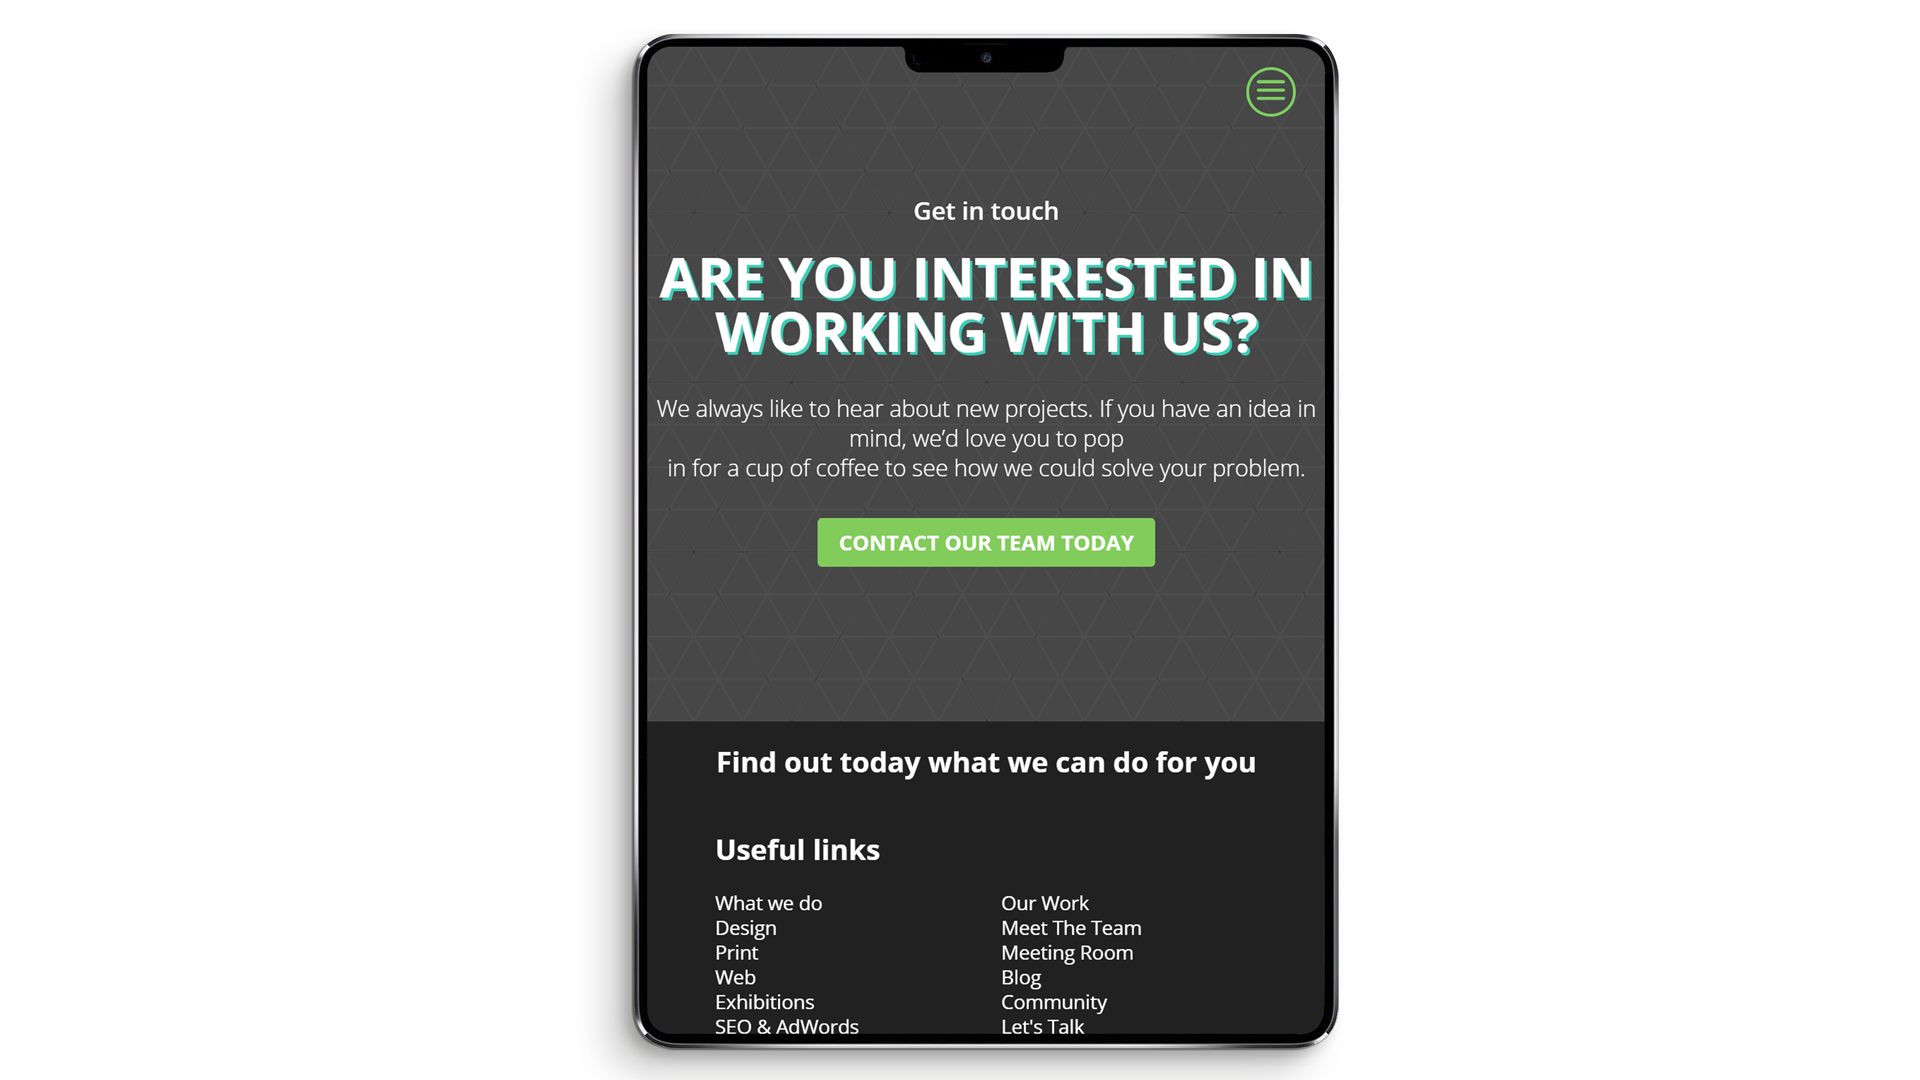 Get in touch
ARE YOU INTERESTED IN
WORKING WITH US?
We always like to hear about new projects. If you have an idea in
mind, we’d love you to pop
in for a cup of coffee to see how we could solve your problem.
CONTACT OUR TEAM TODAY
Find out today what we can do for you
Useful links
What we do
Design
Print
Web
Exhibitions
SEO & AdWords
Our Work
Meet The Team
Meeting Room
Blog
Community
Let's Talk